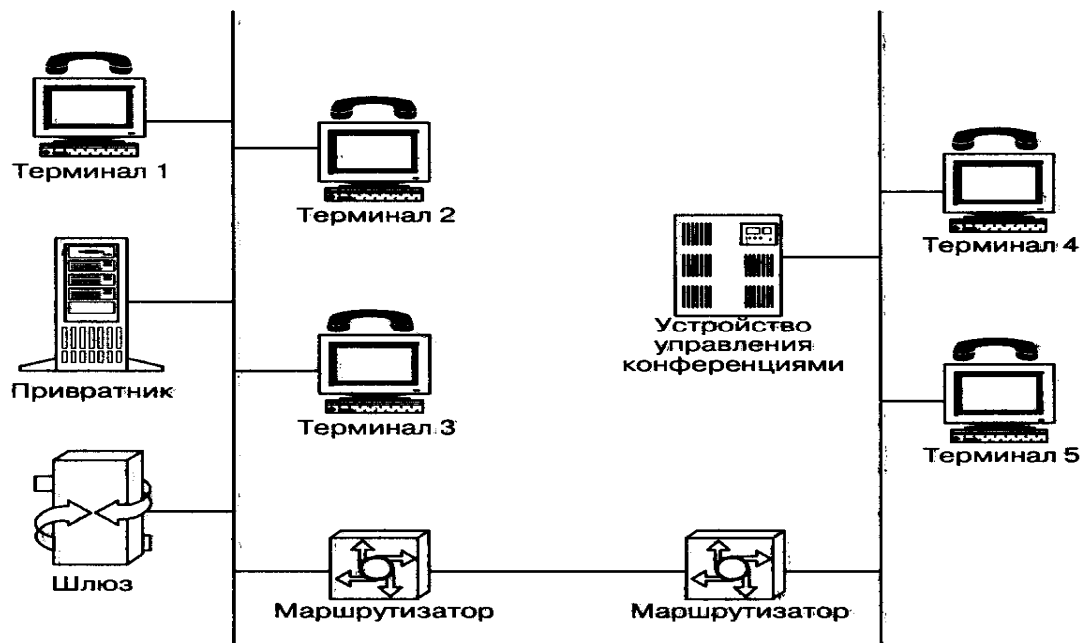 Терминал 1
Терминал 2
Терминал 4
Привратник
Устройство
управления
конференциями
Терминал 3
Терминал 5
Шлюз
Маршрутизатор
Маршрутизатор